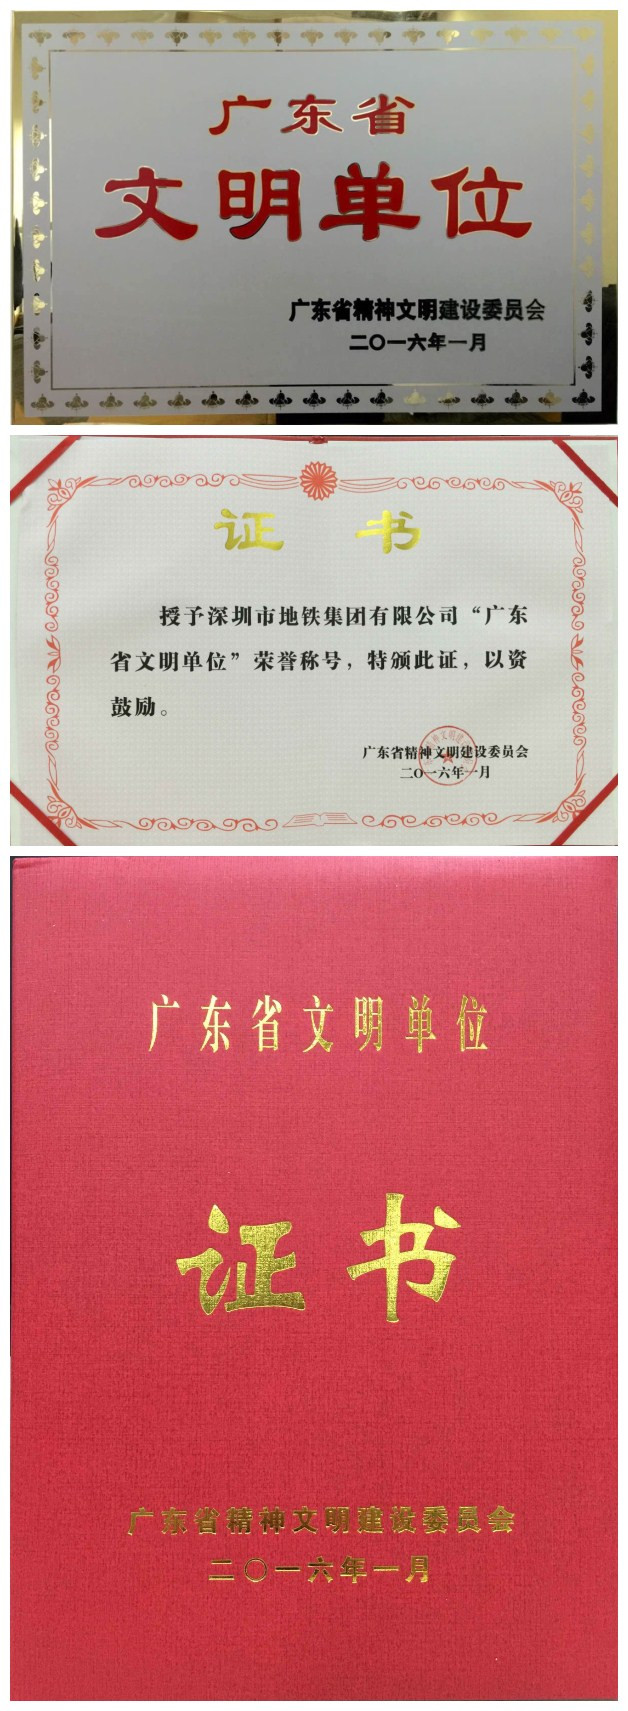 广东省
文明单位
广东省精神文明建设委员会
二〇一六年一月
证书
授予深圳市地铁集团有限公司“广东
省文明单位”荣誉称号，特颁此证，以资
鼓励。
广东省精神文明建设委员会
二〇一六年一月
广东省文明单位
证书
广东省精神文明建设委员会
二〇一六年一月